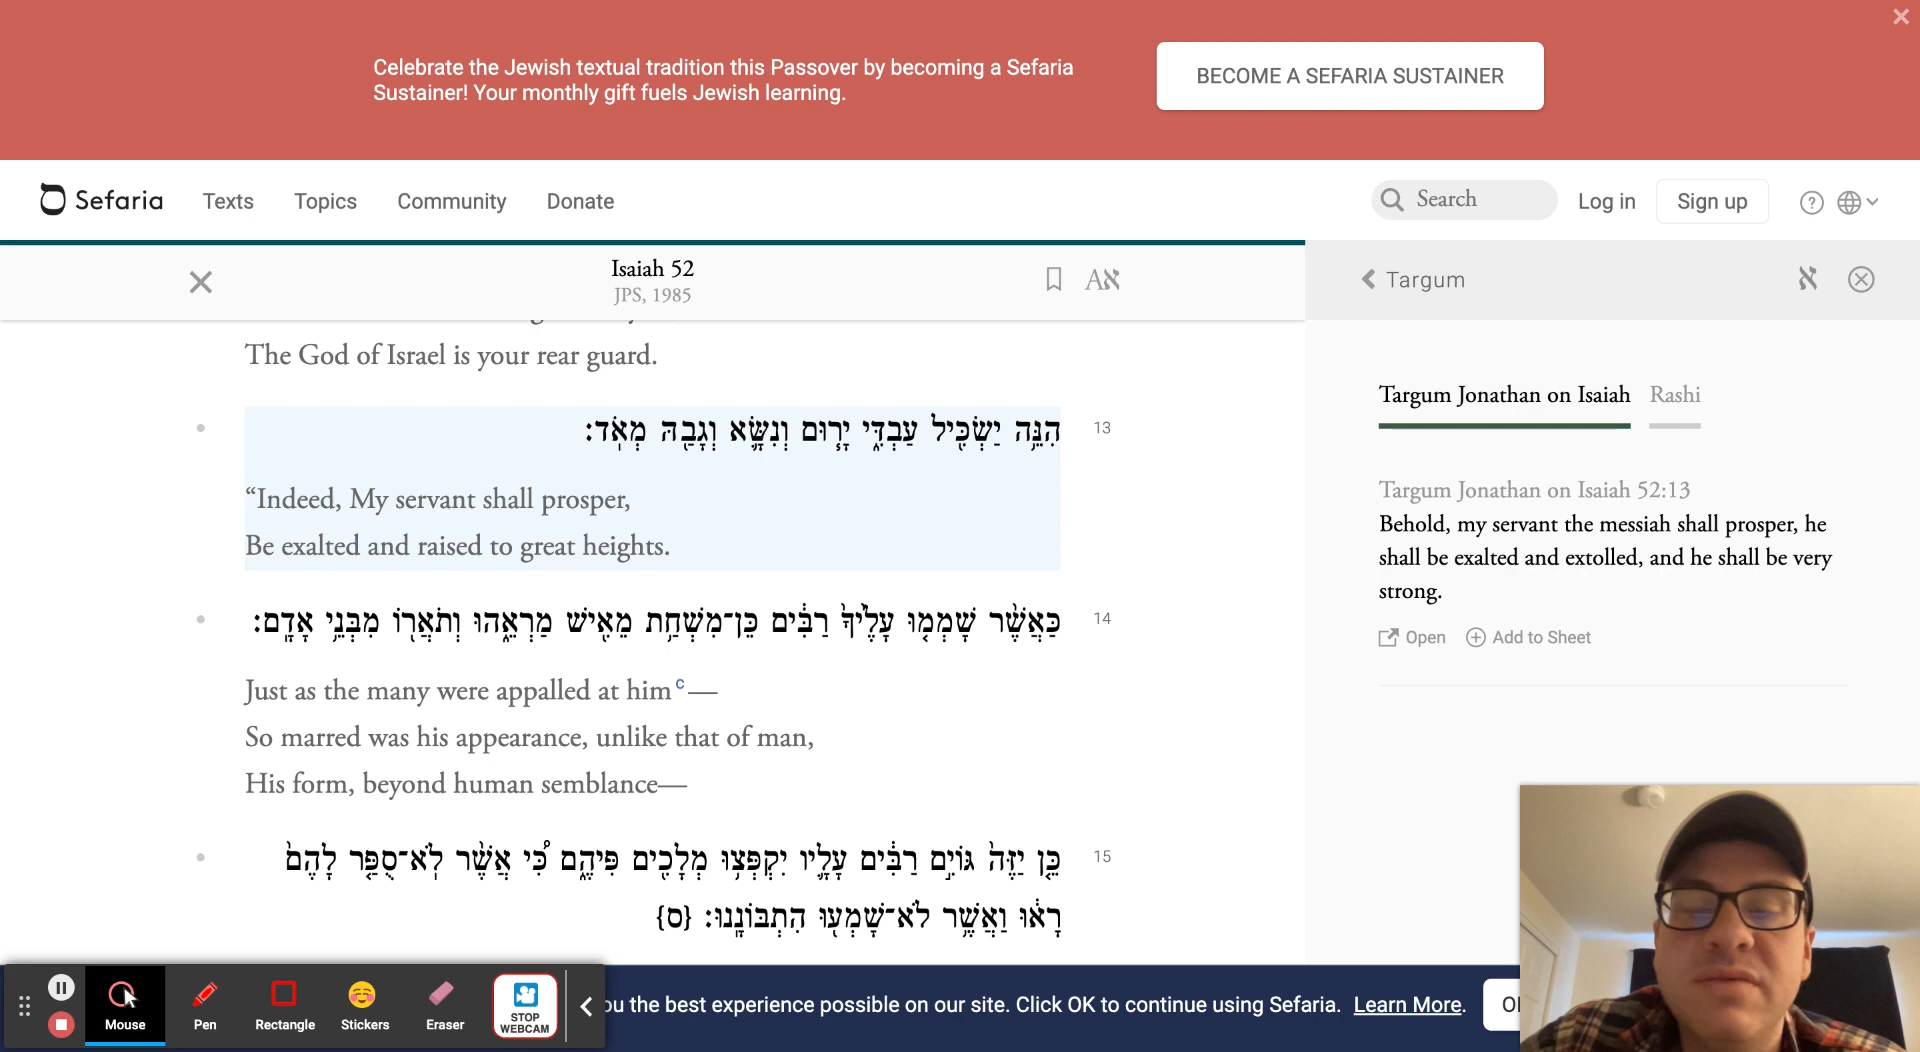 Celebrate the Jewish textual tradition this Passover by becoming a Sefaria
Sustainer! Your monthly gift fuels Jewish learning.
BECOME A SEFARIA SUSTAINER
Sefaria
Texts
Topics
Community
Donate
Search
Log in
Sign up
Isaiah 52
JPS, 1985
Aא
The God of Israel is your rear guard.
הִנֵּ֥ה יַשְׂכִּ֖יל עַבְדִּ֑י יָר֧וּם וְנִשָּׂ֛א וְגָבַ֖הּ מְאֹֽד׃
13
“Indeed, My servant shall prosper,
Be exalted and raised to great heights.
כַּאֲשֶׁ֨ר שָׁמְמ֤וּ עָלֶ֙יךָ֙ רַבִּ֔ים כֵּן־מִשְׁחַ֥ת מֵאִ֖ישׁ מַרְאֵ֑הוּ וְתֹאֲר֖וֹ מִבְּנֵ֥י אָדָֽם׃
14
Just as the many were appalled at him c—
So marred was his appearance, unlike that of man,
His form, beyond human semblance—
כֵּ֤ן יַזֶּה֙ גּוֹיִ֣ם רַבִּ֔ים עָלָ֛יו יִקְפְּצ֥וּ מְלָכִ֖ים פִּיהֶ֑ם כִּ֠י אֲשֶׁ֨ר לֹֽא־סֻפַּ֤ר לָהֶם֙
15
רָא֔וּ וַאֲשֶׁ֥ר לֹא־שָׁמְע֖וּ הִתְבּוֹנָֽנוּ׃ {ס}
Targum
א
Targum Jonathan on Isaiah
Rashi
Targum Jonathan on Isaiah 52:13
Behold, my servant the messiah shall prosper, he
shall be exalted and extolled, and he shall be very
strong.
Open
Add to Sheet
Mouse
Pen
Rectangle
Stickers
Eraser
STOP
WEBCAM
the best experience possible on our site. Click OK to continue using Sefaria. Learn More.